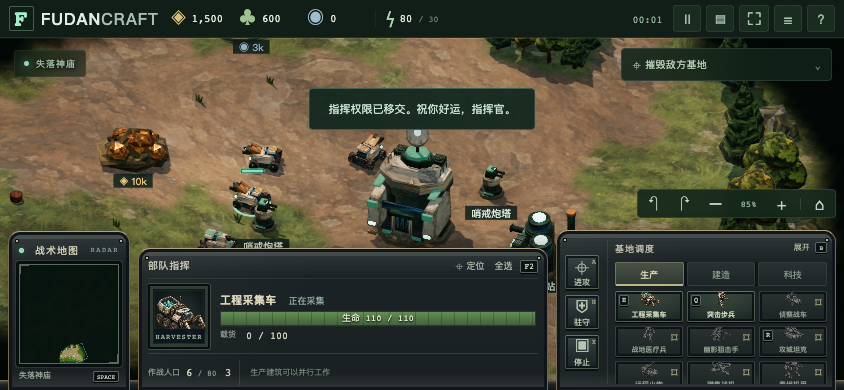 F FUDANCRAFT 1,500 600 0 80 / 30 00:01 ?
3k
失落神庙
摧毁敌方基地
指挥权限已移交。祝你好运，指挥官。
10k
哨戒炮塔
85%
哨戒炮塔
战术地图 RADAR
失落神庙 SPACE
部队指挥 定位 全选 F2
HARVESTER
工程采集车 正在采集
生命 110 / 110
载货 0 / 100
作战人口 6 / 80 3 生产建筑可以并行工作
站
基地调度 展开 B
进攻
驻守
停止
生产 建造 科技
工程采集车 Q 突击步兵 侦察战车
战地医疗兵 幽影狙击手 R 攻城坦克